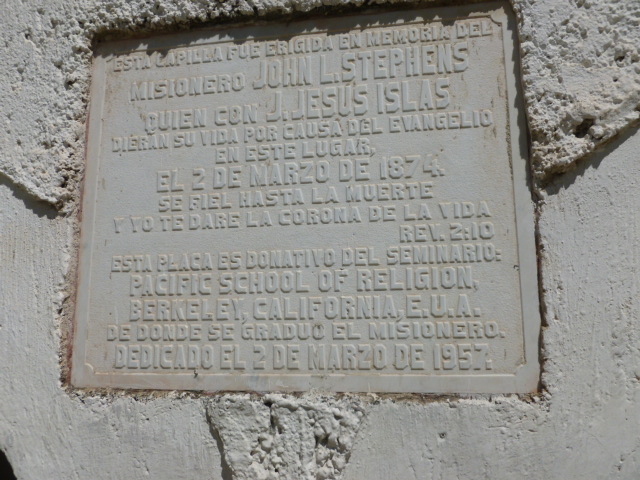 ESTA CAPILLA FUE ERIGIDA EN MEMORIA DEL
MISIONERO JOHN L. STEPHENS
QUIEN CON J. JESUS ISLAS
DIERAN SU VIDA POR CAUSA DEL EVANGELIO
EN ESTE LUGAR,
EL 2 DE MARZO DE 1874.
SE FIEL HASTA LA MUERTE
Y YO TE DARE LA CORONA DE LA VIDA
REV. 2:10
ESTA PLACA ES DONATIVO DEL SEMINARIO:
PACIFIC SCHOOL OF RELIGION,
BERKELEY, CALIFORNIA, E.U.A.
DE DONDE SE GRADUO EL MISIONERO.
DEDICADO EL 2 DE MARZO DE 1957.